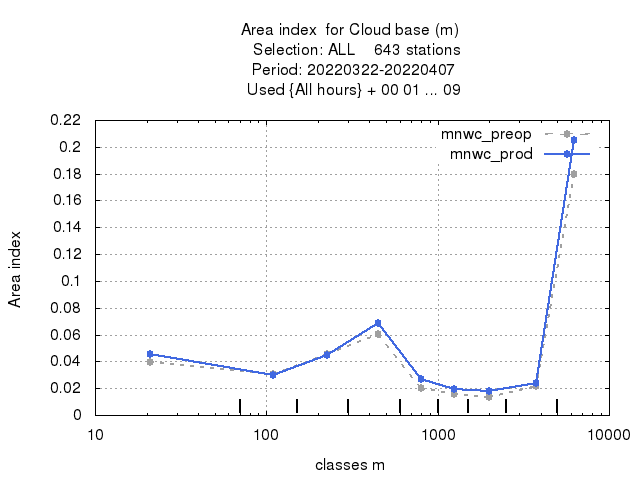 Area index  for Cloud base (m)
Selection: ALL    643 stations
Period: 20220322-20220407
Used {All hours} + 00 01 ... 09
mnwc_preop
mnwc_prod
Area index
0.22
0.2
0.18
0.16
0.14
0.12
0.1
0.08
0.06
0.04
0.02
0
10
100
1000
10000
classes m